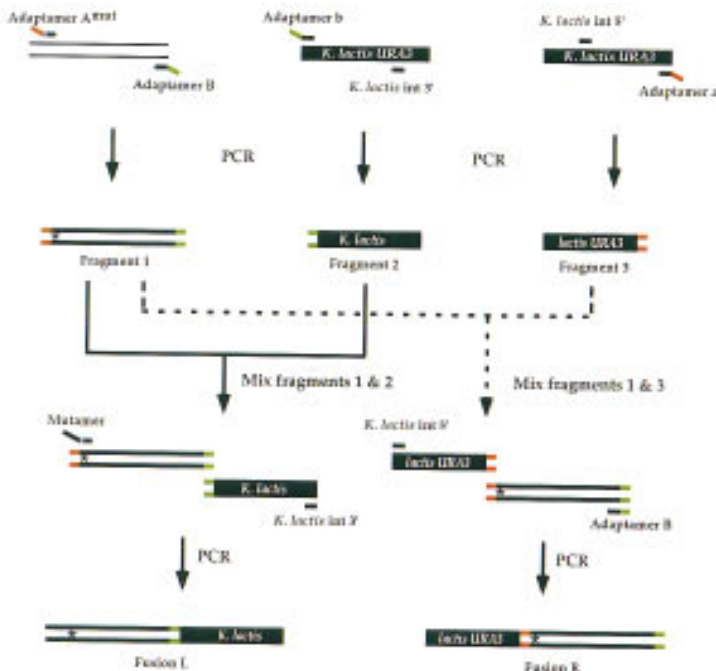 Adaptamer Amut
Adaptamer b
K. lactis URA3
K. lactis int 3'
K. lactis int 5'
K. lactis URA3
Adaptamer B
Adaptamer a
PCR
PCR
K. lactis
lactis URA3
Fragment 1
Fragment 2
Fragment 3
Mix fragments 1 & 2
Mix fragments 1 & 3
Mutamer
K. lactis int 5'
lactis URA3
K. lactis
K. lactis int 3'
Adaptamer B
PCR
PCR
K. lactis
lactis URA3
Fusion L
Fusion R